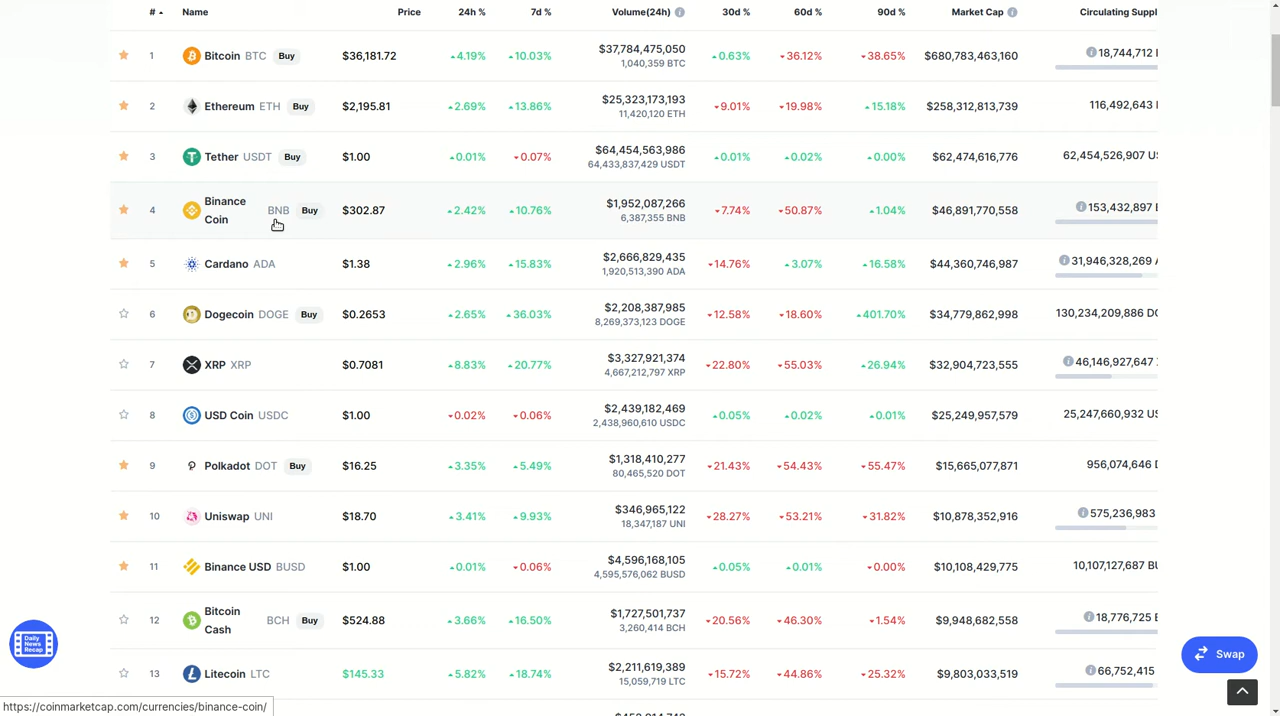 # Name Price 24h % 7d % Volume(24h) 30d % 60d % 90d % Market Cap Circulating Suppl
1 Bitcoin BTC Buy $36,181.72 4.19% 10.03% $37,784,475,050 0.63% 36.12% 38.65% $680,783,463,160 18,744,712
1,040,359 BTC
2 Ethereum ETH Buy $2,195.81 2.69% 13.86% $25,323,173,193 9.01% 19.98% 15.18% $258,312,813,739 116,492,643
11,420,120 ETH
3 Tether USDT Buy $1.00 0.01% 0.07% $64,454,563,986 0.01% 0.02% 0.00% $62,474,616,776 62,454,526,907 US
64,433,837,429 USDT
4 Binance Coin BNB Buy $302.87 2.42% 10.76% $1,952,087,266 7.74% 50.87% 1.04% $46,891,770,558 153,432,897
6,387,355 BNB
5 Cardano ADA $1.38 2.96% 15.83% $2,666,829,435 14.76% 3.07% 16.58% $44,360,746,987 31,946,328,269
1,920,513,390 ADA
6 Dogecoin DOGE Buy $0.2653 2.65% 36.03% $2,208,387,985 12.58% 18.60% 401.70% $34,779,862,998 130,234,209,886 DO
8,269,373,123 DOGE
7 XRP XRP $0.7081 8.83% 20.77% $3,327,921,374 22.80% 55.03% 26.94% $32,904,723,555 46,146,927,647
4,667,212,797 XRP
8 USD Coin USDC $1.00 0.02% 0.06% $2,439,182,469 0.05% 0.02% 0.01% $25,249,957,579 25,247,660,932 US
2,438,960,610 USDC
9 Polkadot DOT Buy $16.25 3.35% 5.49% $1,318,410,277 21.43% 54.43% 55.47% $15,665,077,871 956,074,646
80,465,520 DOT
10 Uniswap UNI $18.70 3.41% 9.93% $346,965,122 28.27% 53.21% 31.82% $10,878,352,916 575,236,983
18,347,187 UNI
11 Binance USD BUSD $1.00 0.01% 0.06% $4,596,168,105 0.05% 0.01% 0.00% $10,108,429,775 10,107,127,687 BU
4,595,576,062 BUSD
12 Bitcoin Cash BCH Buy $524.88 3.66% 16.50% $1,727,501,737 20.56% 46.30% 1.54% $9,948,682,558 18,776,725
3,260,414 BCH
13 Litecoin LTC $145.33 5.82% 18.74% $2,211,619,389 15.72% 44.86% 25.32% $9,803,033,519 66,752,415
15,059,719 LTC
Daily
News
Recap
Swap
https://coinmarketcap.com/currencies/binance-coin/